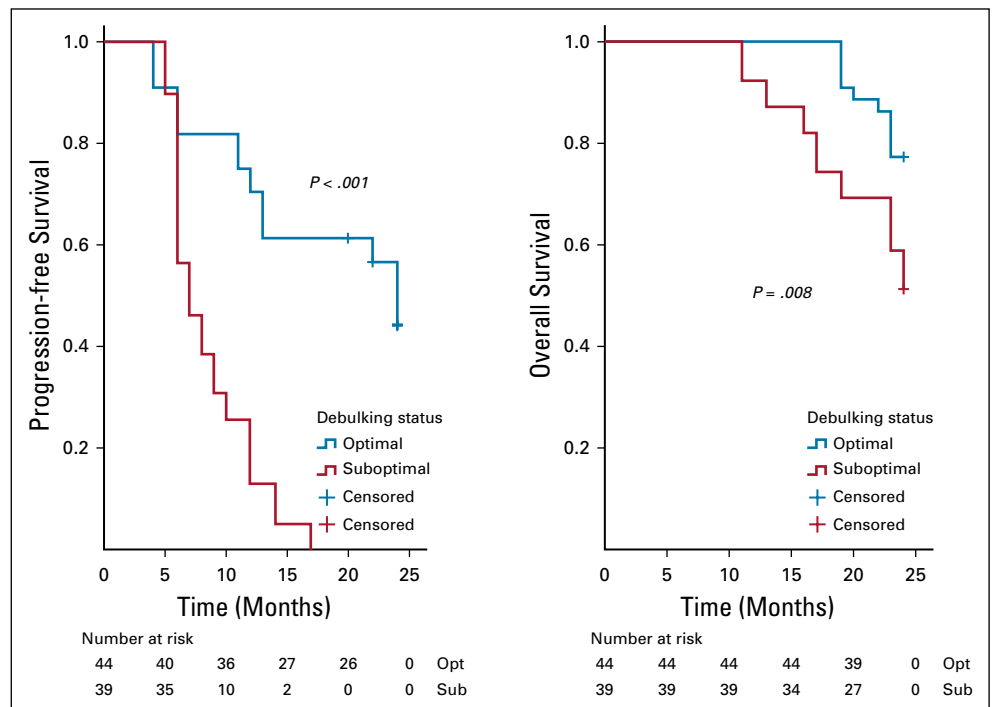 1.0
0.8
0.6
0.4
0.2
Progression-free Survival
P < .001
Debulking status
Optimal
Suboptimal
Censored
Censored
0 5 10 15 20 25
Time (Months)
Number at risk
44 40 36 27 26 0 Opt
39 35 10 2 0 0 Sub
1.0
0.8
0.6
0.4
0.2
Overall Survival
P = .008
Debulking status
Optimal
Suboptimal
Censored
Censored
0 5 10 15 20 25
Time (Months)
Number at risk
44 44 44 44 39 0 Opt
39 39 39 34 27 0 Sub